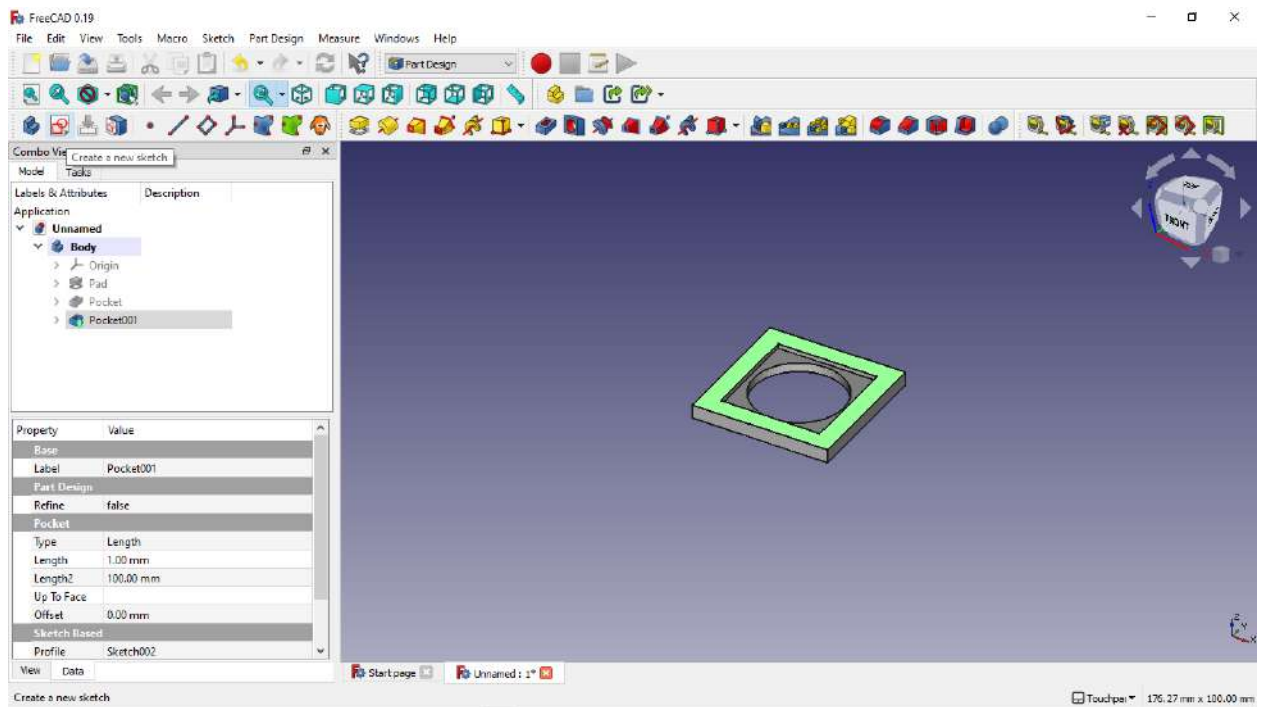 FreeCAD 0.19
File Edit View Tools Macro Sketch Part Design Measure Windows Help
Part Design
Combo Vie
Create a new sketch
Model Tasks
Labels & Attributes Description
Application
Unnamed
Body
Origin
Pad
Pocket
Pocket001
Property Value
Base
Label Pocket001
Part Design
Refine false
Pocket
Type Length
Length 1.00 mm
Length2 100.00 mm
Up To Face
Offset 0.00 mm
Sketch Based
Profile Sketch002
View Data
Start page Unnamed : 1*
Create a new sketch
Touchpa 176.27 mm x 100.00 mm
FRONT
Z
Y
X